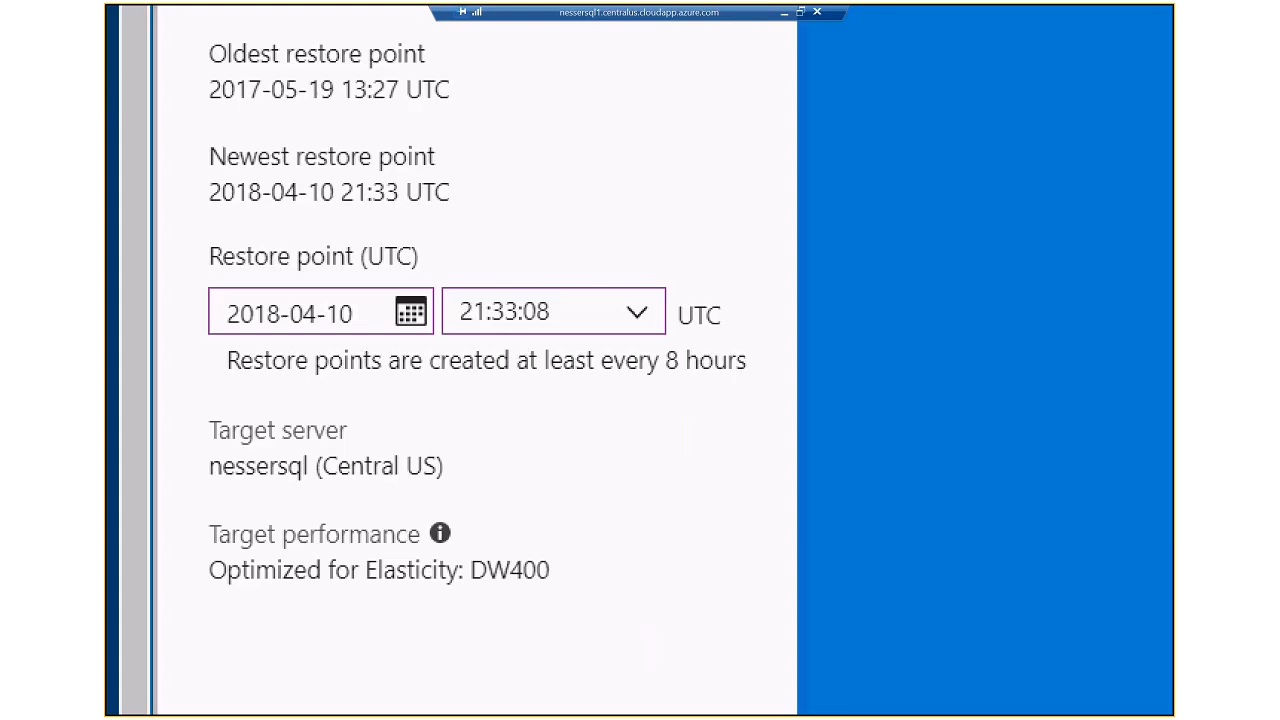 nessersql1.centralus.cloudapp.azure.com
Oldest restore point
2017-05-19 13:27 UTC
Newest restore point
2018-04-10 21:33 UTC
Restore point (UTC)
2018-04-10 21:33:08 UTC
Restore points are created at least every 8 hours
Target server
nessersql (Central US)
Target performance
Optimized for Elasticity: DW400